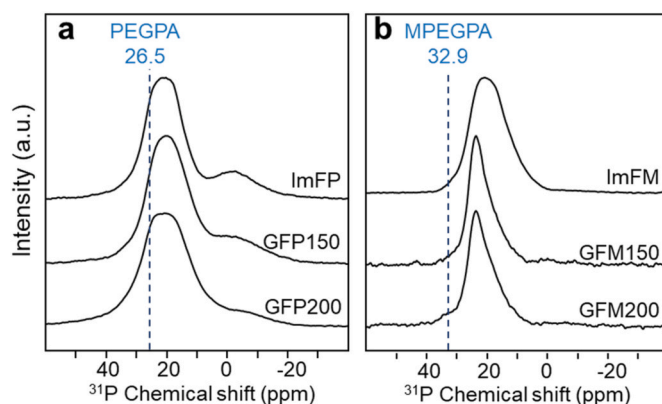 a
PEGPA
26.5
ImFP
GFP150
GFP200
60 40 20 0 -20
³¹P Chemical shift (ppm)
Intensity (a.u.)
b
MPEGPA
32.9
ImFM
GFM150
GFM200
40 20 0 -20
³¹P Chemical shift (ppm)